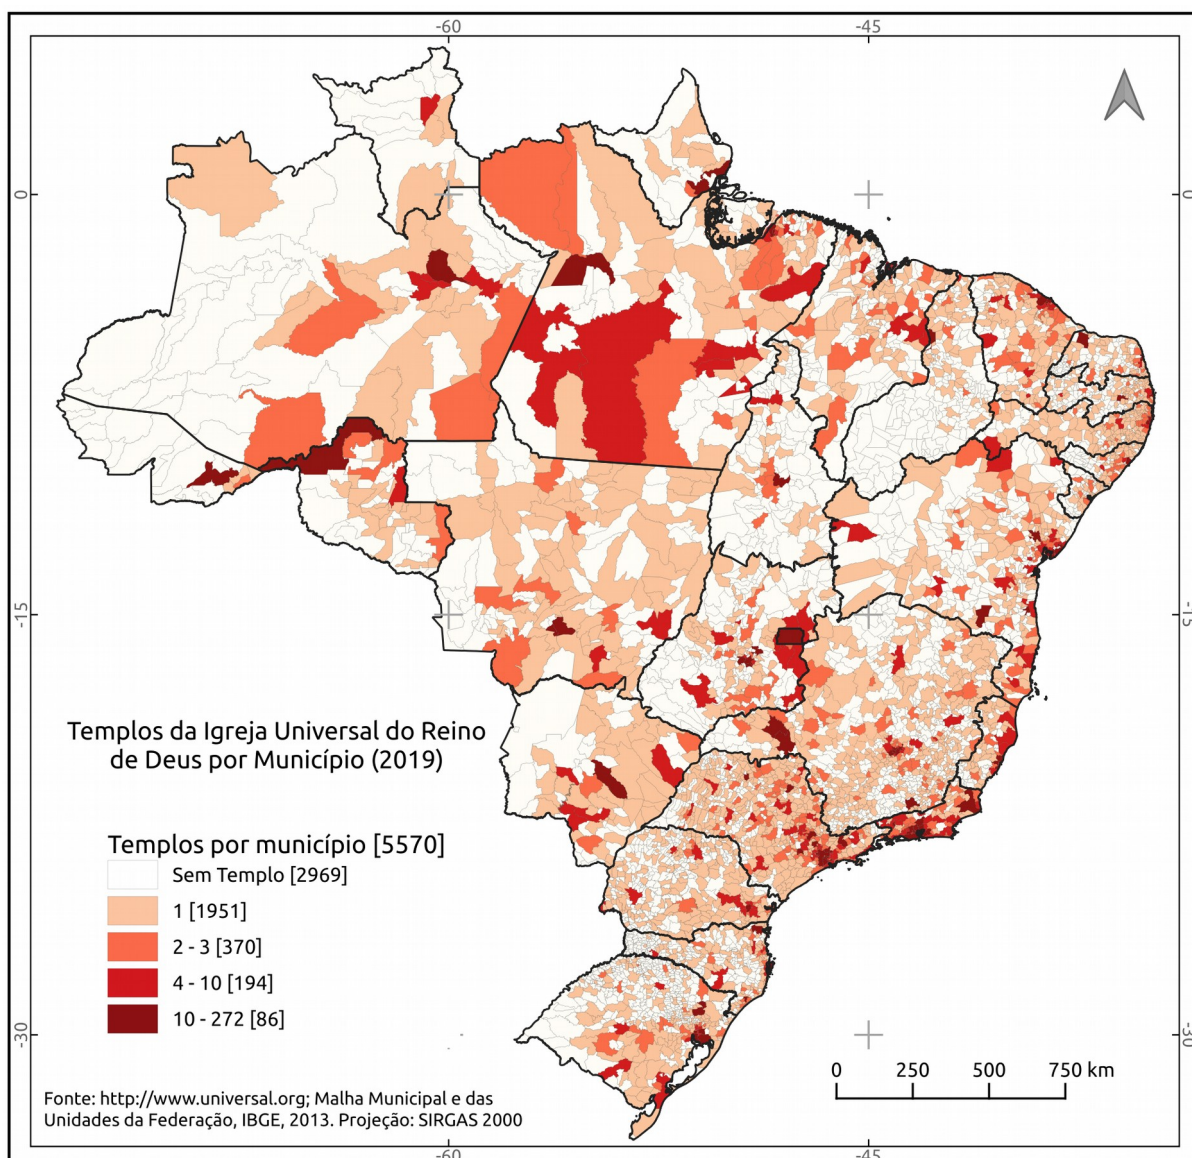 -60
-45
0
0
-15
-15
Templos da Igreja Universal do Reino
de Deus por Município (2019)
Templos por município [5570]
Sem Templo [2969]
1 [1951]
2 - 3 [370]
4 - 10 [194]
10 - 272 [86]
-30
-30
0
250
500
750 km
Fonte: http://www.universal.org; Malha Municipal e das
Unidades da Federação, IBGE, 2013. Projeção: SIRGAS 2000
-60
-45